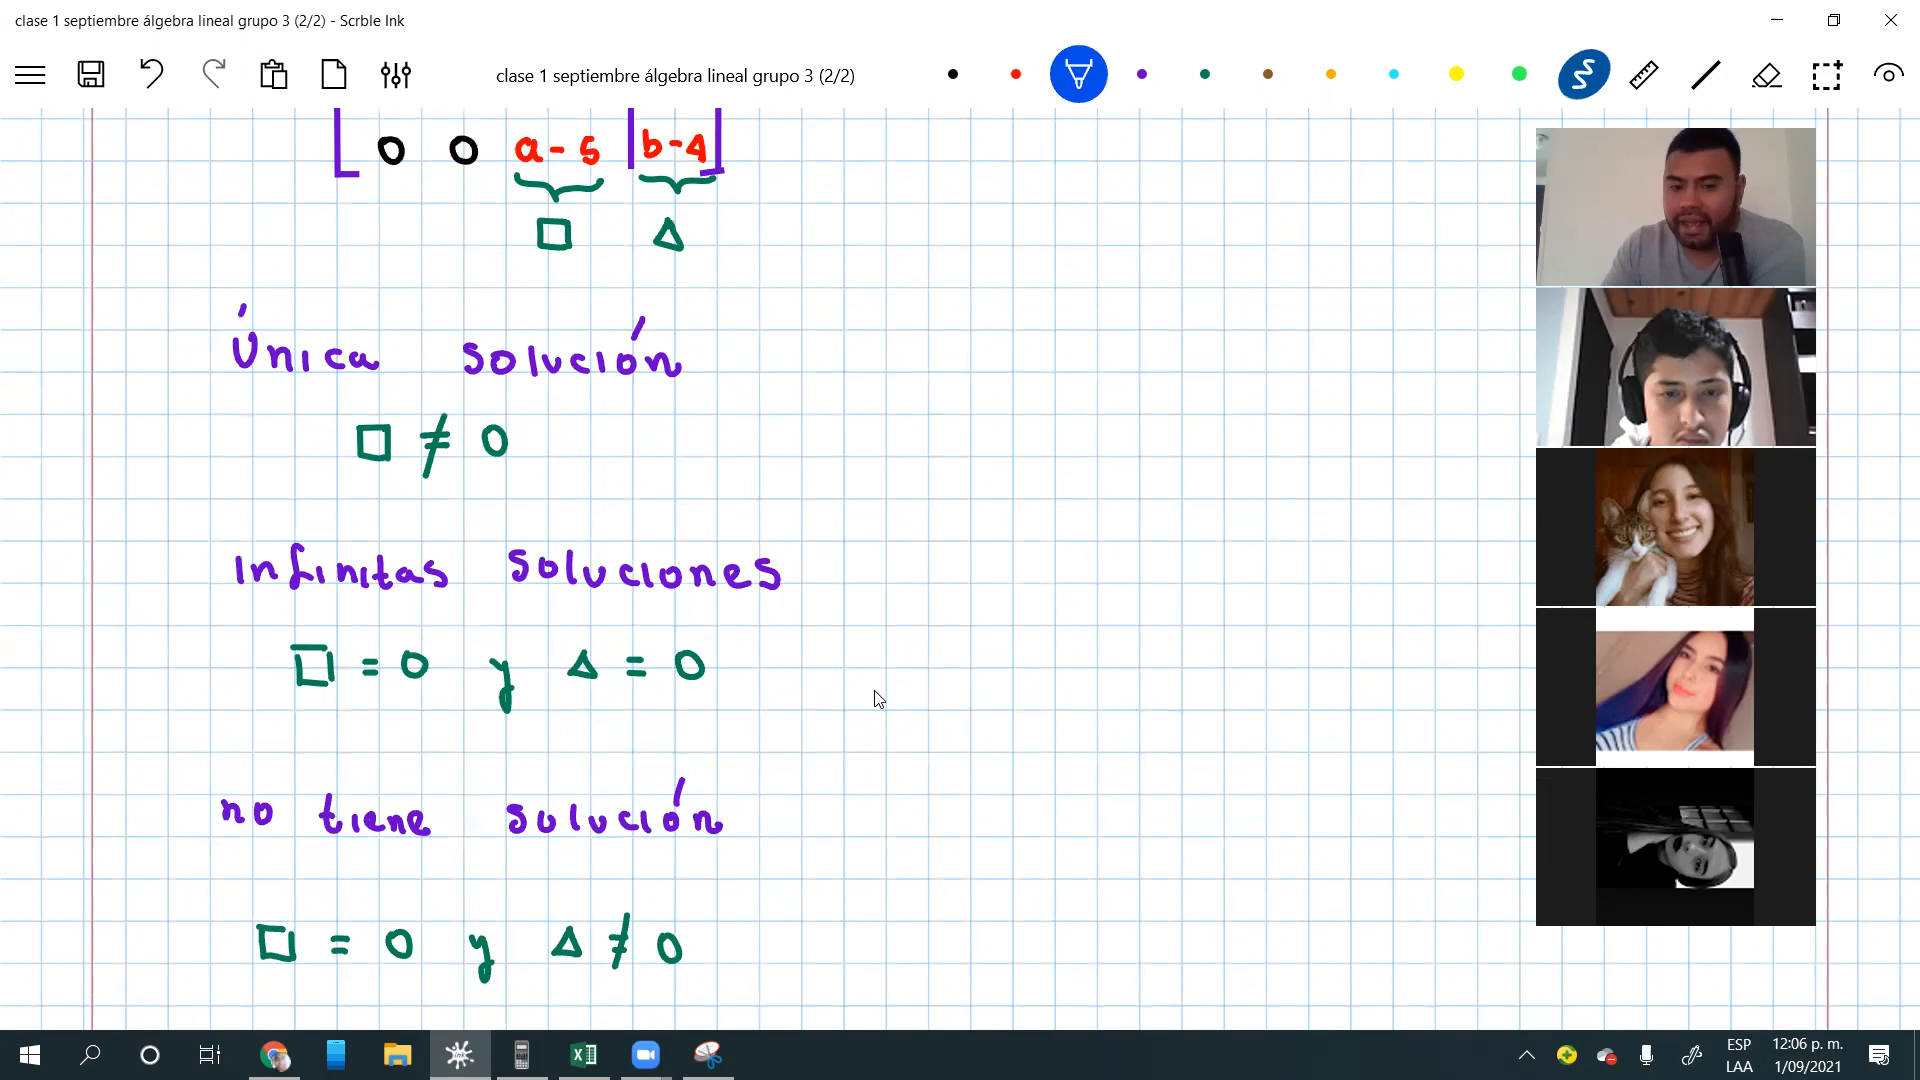 clase 1 septiembre álgebra lineal grupo 3 (2/2) - Scrble Ink
clase 1 septiembre álgebra lineal grupo 3 (2/2)
0 0 a-5 | b-4
□ △
Única solución
□ ≠ 0
Infinitas soluciones
□ = 0 y △ = 0
no tiene solución
□ = 0 y △ ≠ 0
ESP
LAA
12:06 p. m.
1/09/2021